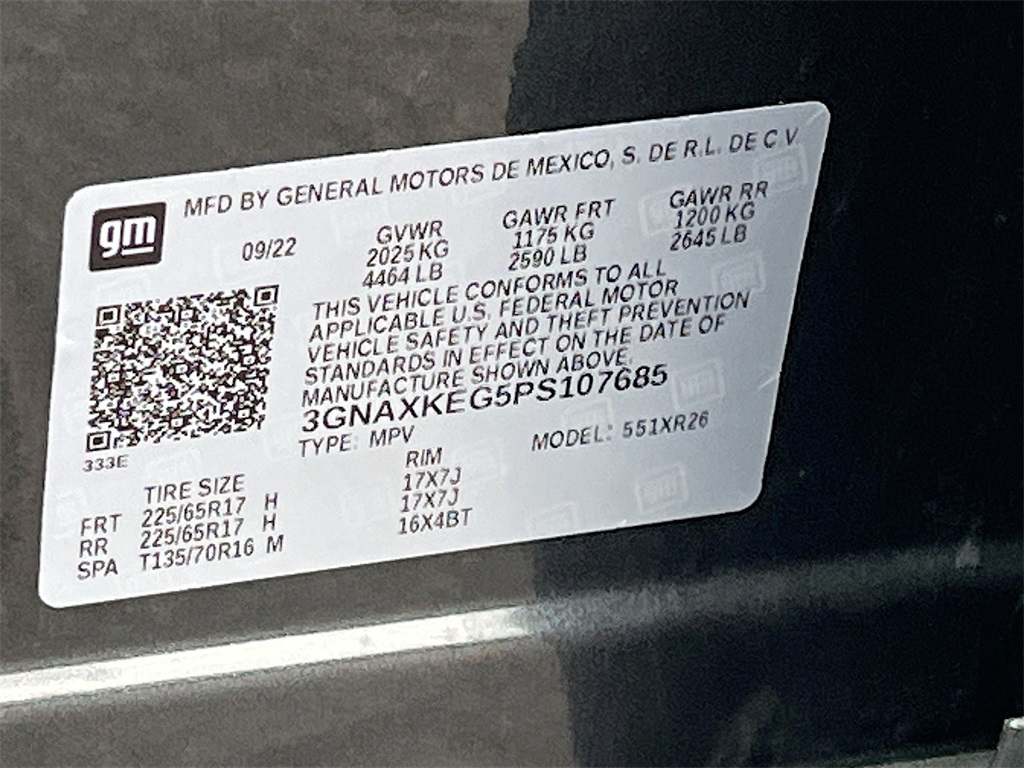 gm
MFD BY GENERAL MOTORS DE MEXICO, S. DE R.L. DE C V.
09/22 GVWR GAWR FRT GAWR RR
2025 KG 1175 KG 1200 KG
4464 LB 2590 LB 2645 LB
THIS VEHICLE CONFORMS TO ALL
APPLICABLE U.S. FEDERAL MOTOR
VEHICLE SAFETY AND THEFT PREVENTION
STANDARDS IN EFFECT ON THE DATE OF
MANUFACTURE SHOWN ABOVE.
3GNAXKEG5PS107685
TYPE: MPV MODEL: 551XR26
333E
TIRE SIZE RIM
FRT 225/65R17 H 17X7J
RR 225/65R17 H 17X7J
SPA T135/70R16 M 16X4BT